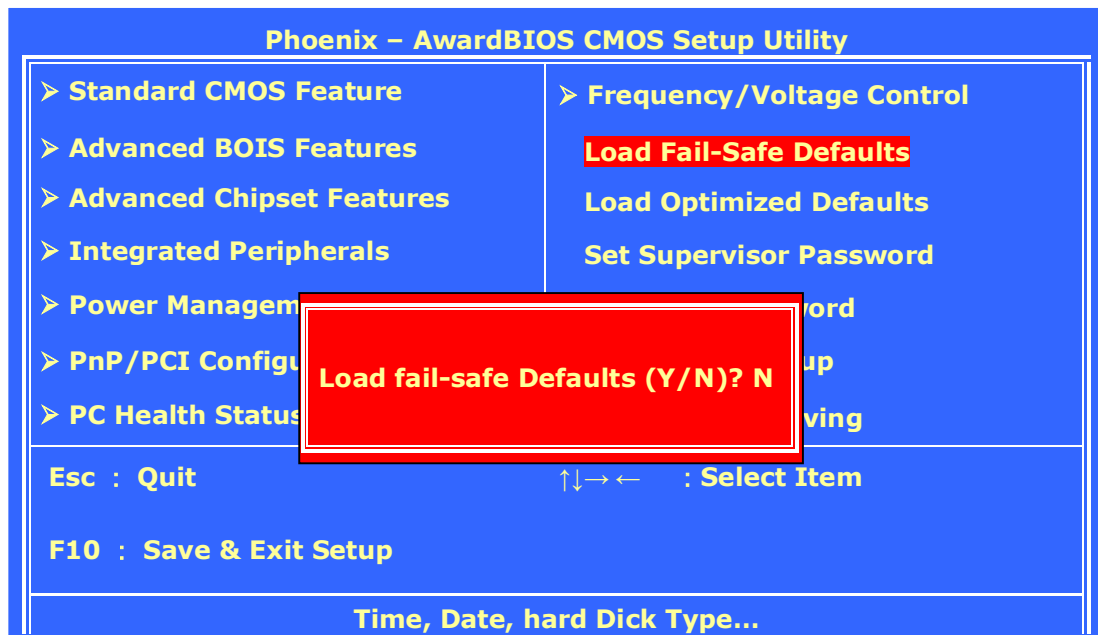 Phoenix – AwardBIOS CMOS Setup Utility
➢ Standard CMOS Feature
➢ Advanced BOIS Features
➢ Advanced Chipset Features
➢ Integrated Peripherals
➢ Power Managem
➢ PnP/PCI Configu
➢ PC Health Status
➢ Frequency/Voltage Control
Load Fail-Safe Defaults
Load Optimized Defaults
Set Supervisor Password
word
up
ving
Load fail-safe Defaults (Y/N)? N
Esc : Quit
↑↓→← : Select Item
F10 : Save & Exit Setup
Time, Date, hard Dick Type…